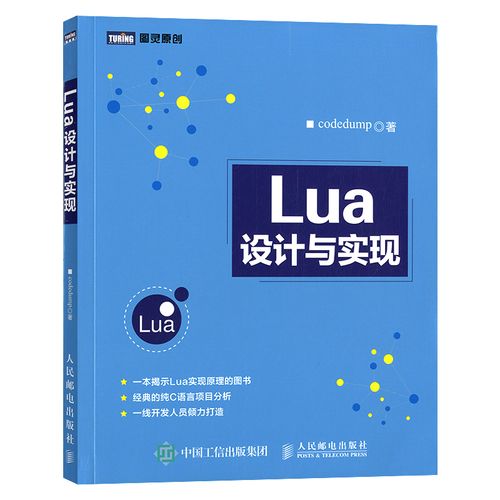 TURING 图灵原创
codedump◎著
Lua
设计与实现
Lua
一本揭示Lua实现原理的图书
经典的纯C语言项目分析
一线开发人员倾力打造
中国工信出版集团
人民邮电出版社
POSTS & TELECOM PRESS
Lua设计与实现
codedump◎著
人民邮电出版社